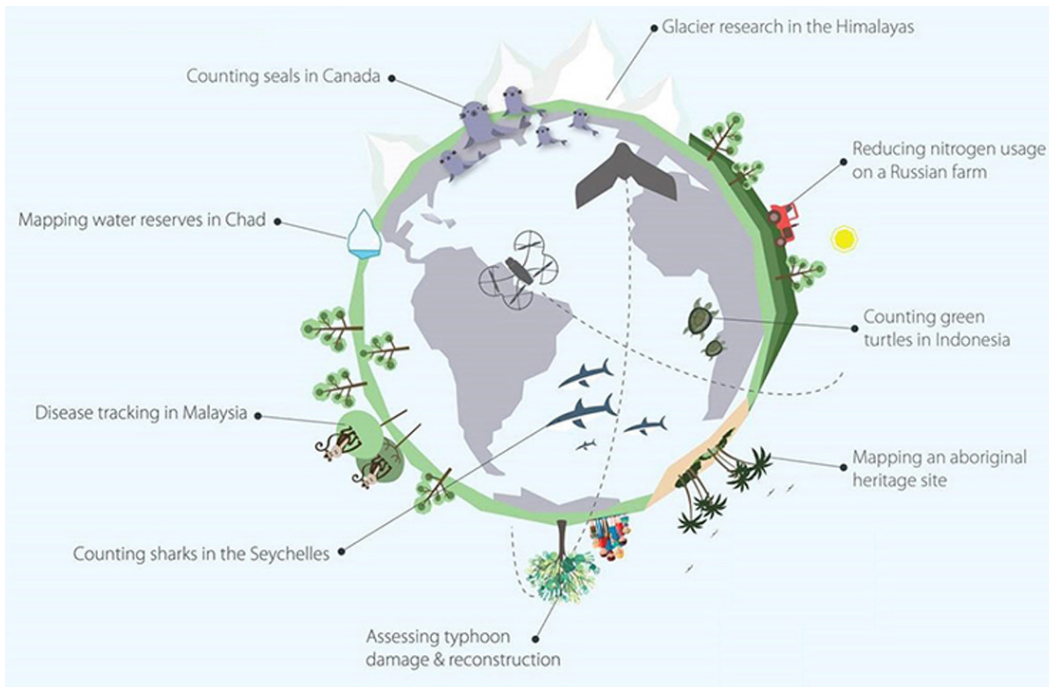 Glacier research in the Himalayas
Counting seals in Canada
Reducing nitrogen usage
on a Russian farm
Mapping water reserves in Chad
Counting green
turtles in Indonesia
Disease tracking in Malaysia
Mapping an aboriginal
heritage site
Counting sharks in the Seychelles
Assessing typhoon
damage & reconstruction